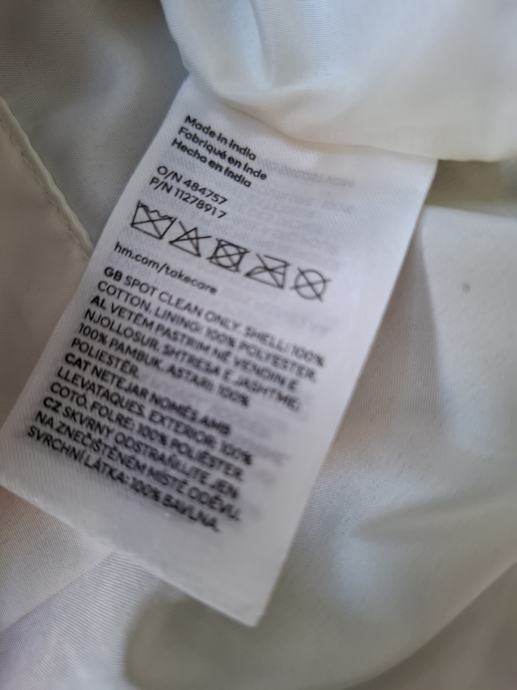 Made in India
Fabriqué en Inde
Hecho en India
O/N 484757
P/N 11278917
hm.com/takecare
GB SPOT CLEAN ONLY. SHELL: 100%
COTTON. LINING: 100% POLYESTER.
AL VETËM PASTRIM NË VENDIN E
NJOLLOSUR. SHTRESA E JASHTME:
100% PAMBUK. ASTARI: 100%
POLIESTËR.
CAT NETEJAR NOMÉS AMB
LLEVATAQUES. EXTERIOR: 100%
COTÓ. FOLRE: 100% POLIÈSTER.
CZ SKVRNY ODSTRAŇUJTE JEN
NA ZNEČIŠTĚNÉM MÍSTĚ ODĚVU.
SVRCHNÍ LÁTKA: 100% BAVLNA.